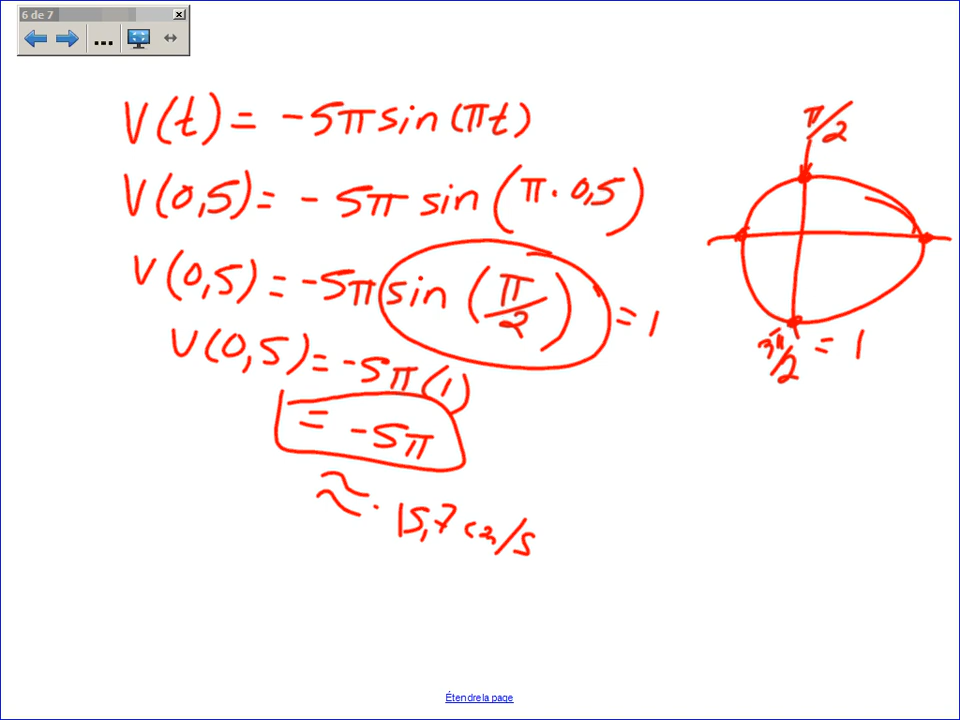 6 de 7
V(t) = -5π sin(πt)
π/2
V(0,5) = -5π sin(π·0,5)
V(0,5) = -5π sin(π/2) = 1
3π/2 = 1
V(0,5) = -5π(1)
= -5π
≈ -15,7 cm/s
Étendre la page